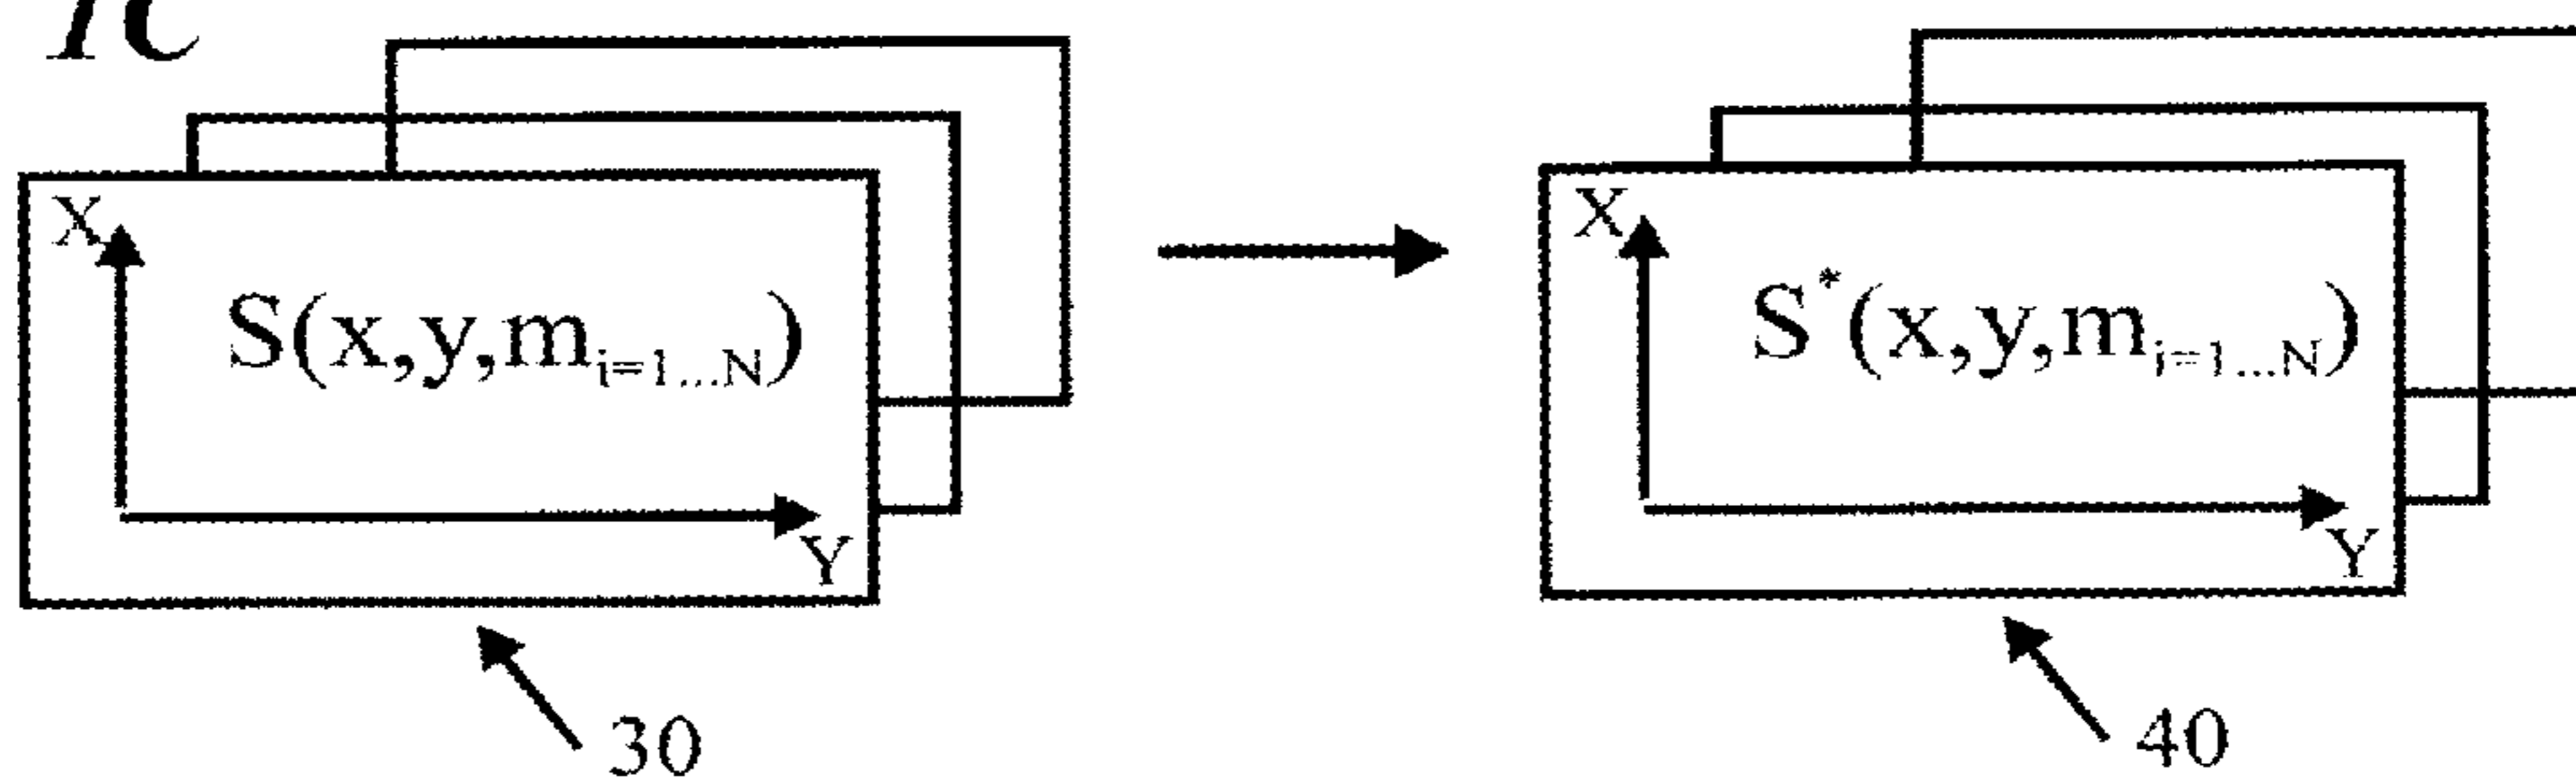 X
S(x,y,m_{i=1...N})
Y
30
X
S^*(x,y,m_{i=1...N})
Y
40